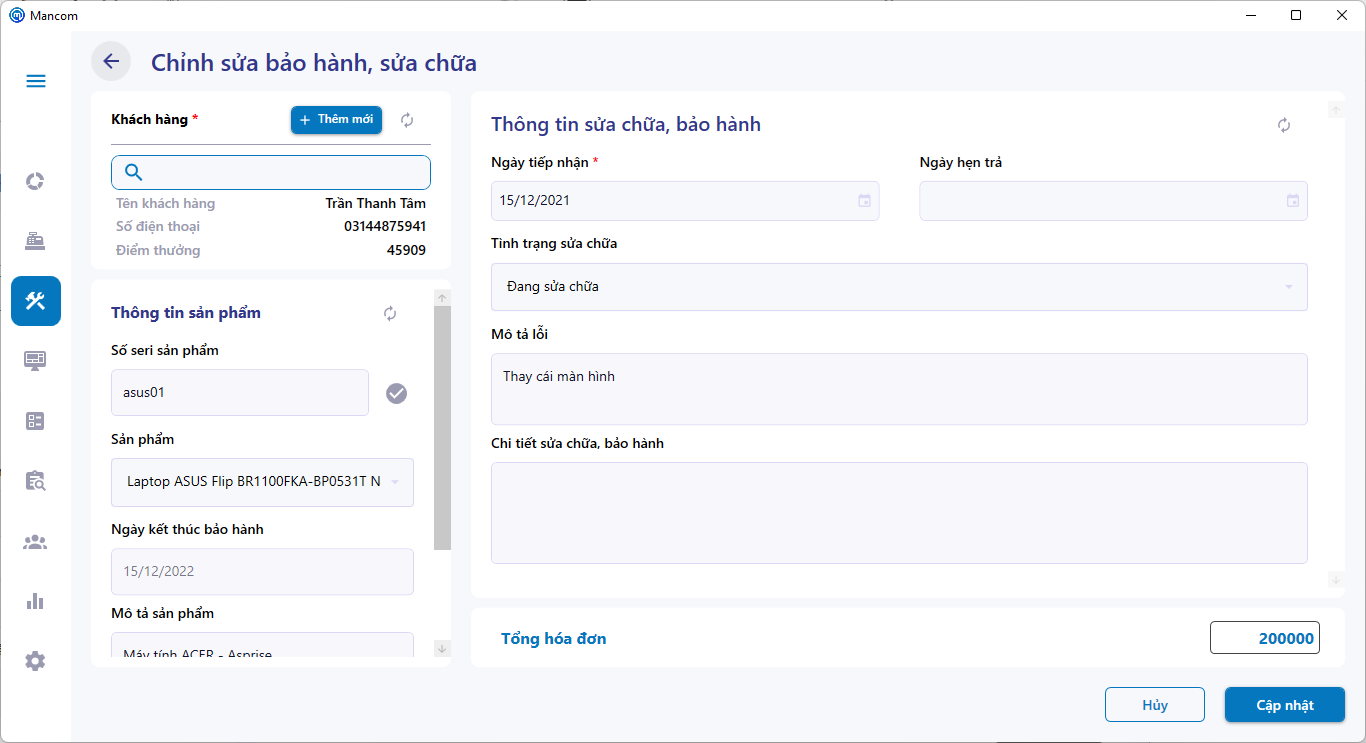 Mancom
Chỉnh sửa bảo hành, sửa chữa
Khách hàng *
+ Thêm mới
Tên khách hàng Trần Thanh Tâm
Số điện thoại 03144875941
Điểm thưởng 45909
Thông tin sản phẩm
Số seri sản phẩm
asus01
Sản phẩm
Laptop ASUS Flip BR1100FKA-BP0531T N
Ngày kết thúc bảo hành
15/12/2022
Mô tả sản phẩm
Máy tính ACER - Asprise
Thông tin sửa chữa, bảo hành
Ngày tiếp nhận * Ngày hẹn trả
15/12/2021
Tình trạng sửa chữa
Đang sửa chữa
Mô tả lỗi
Thay cái màn hình
Chi tiết sửa chữa, bảo hành
Tổng hóa đơn 200000
Hủy Cập nhật